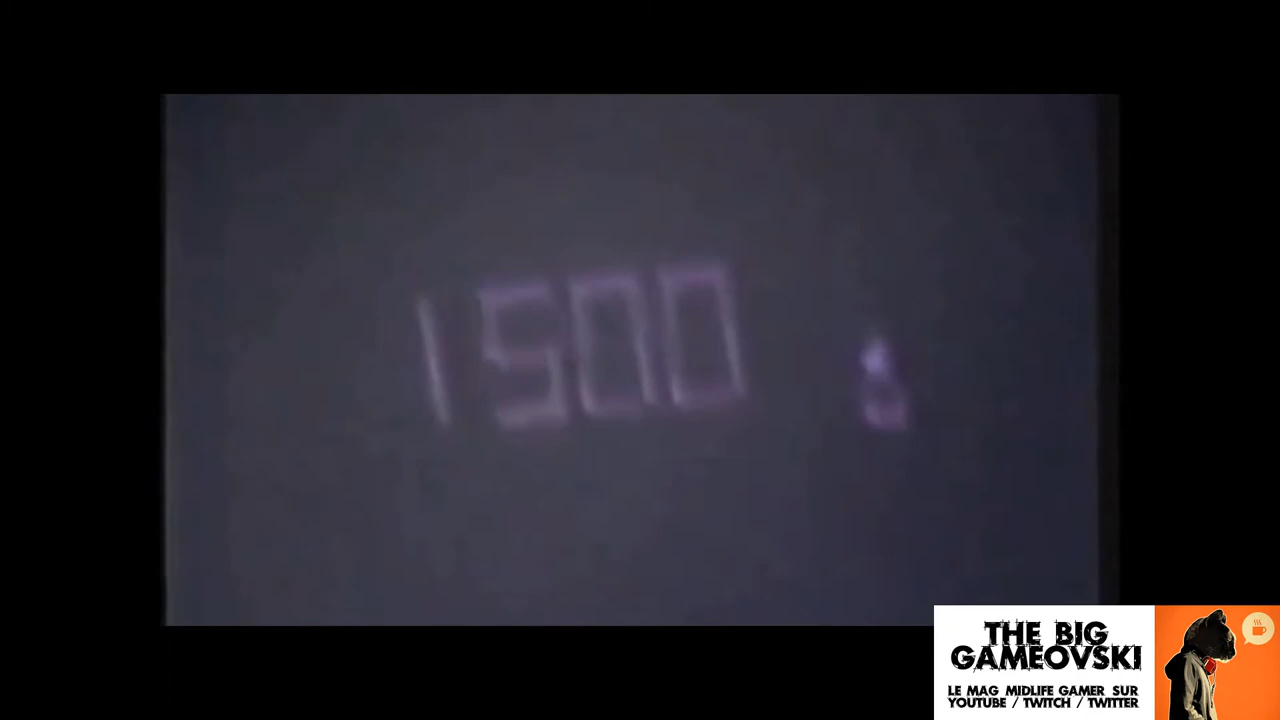 1500
THE BIG
GAMEOVSKI
LE MAG MIDLIFE GAMER SUR
YOUTUBE / TWITCH / TWITTER